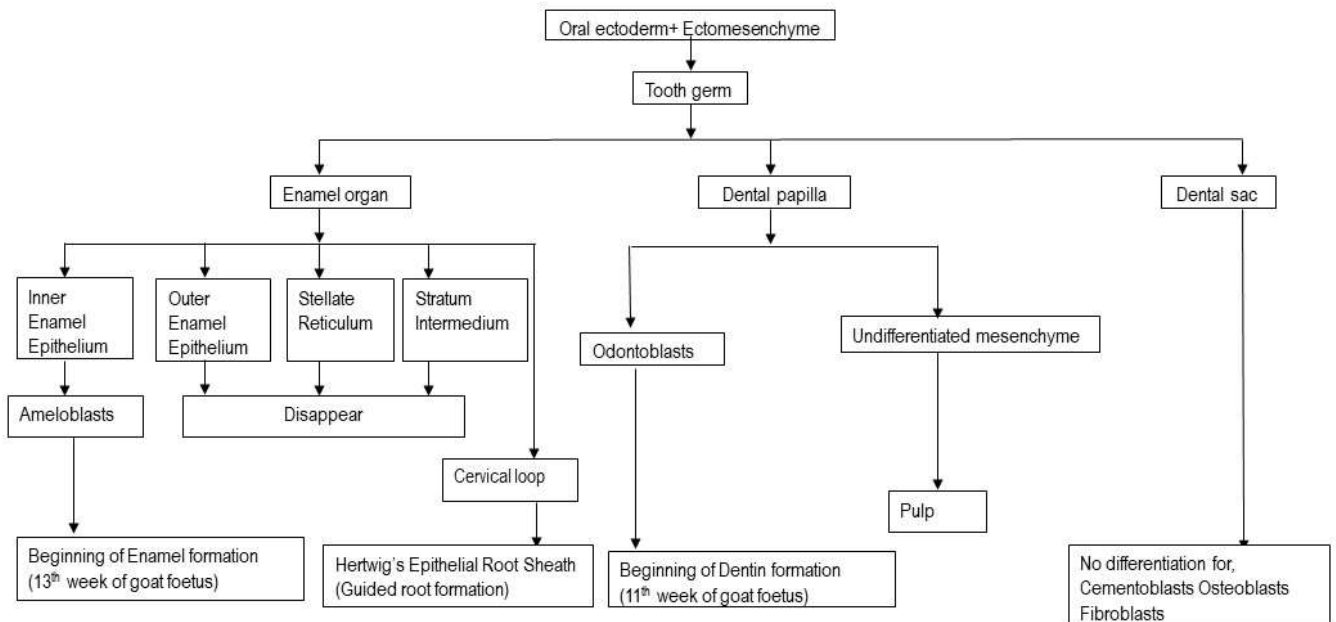 Oral ectoderm+ Ectomesenchyme
Tooth germ
Enamel organ
Dental papilla
Dental sac
Inner
Enamel
Epithelium
Outer
Enamel
Epithelium
Stellate
Reticulum
Stratum
Intermedium
Odontoblasts
Undifferentiated mesenchyme
Ameloblasts
Disappear
Cervical loop
Pulp
Beginning of Enamel formation
(13th week of goat foetus)
Hertwig's Epithelial Root Sheath
(Guided root formation)
Beginning of Dentin formation
(11th week of goat foetus)
No differentiation for,
Cementoblasts Osteoblasts
Fibroblasts